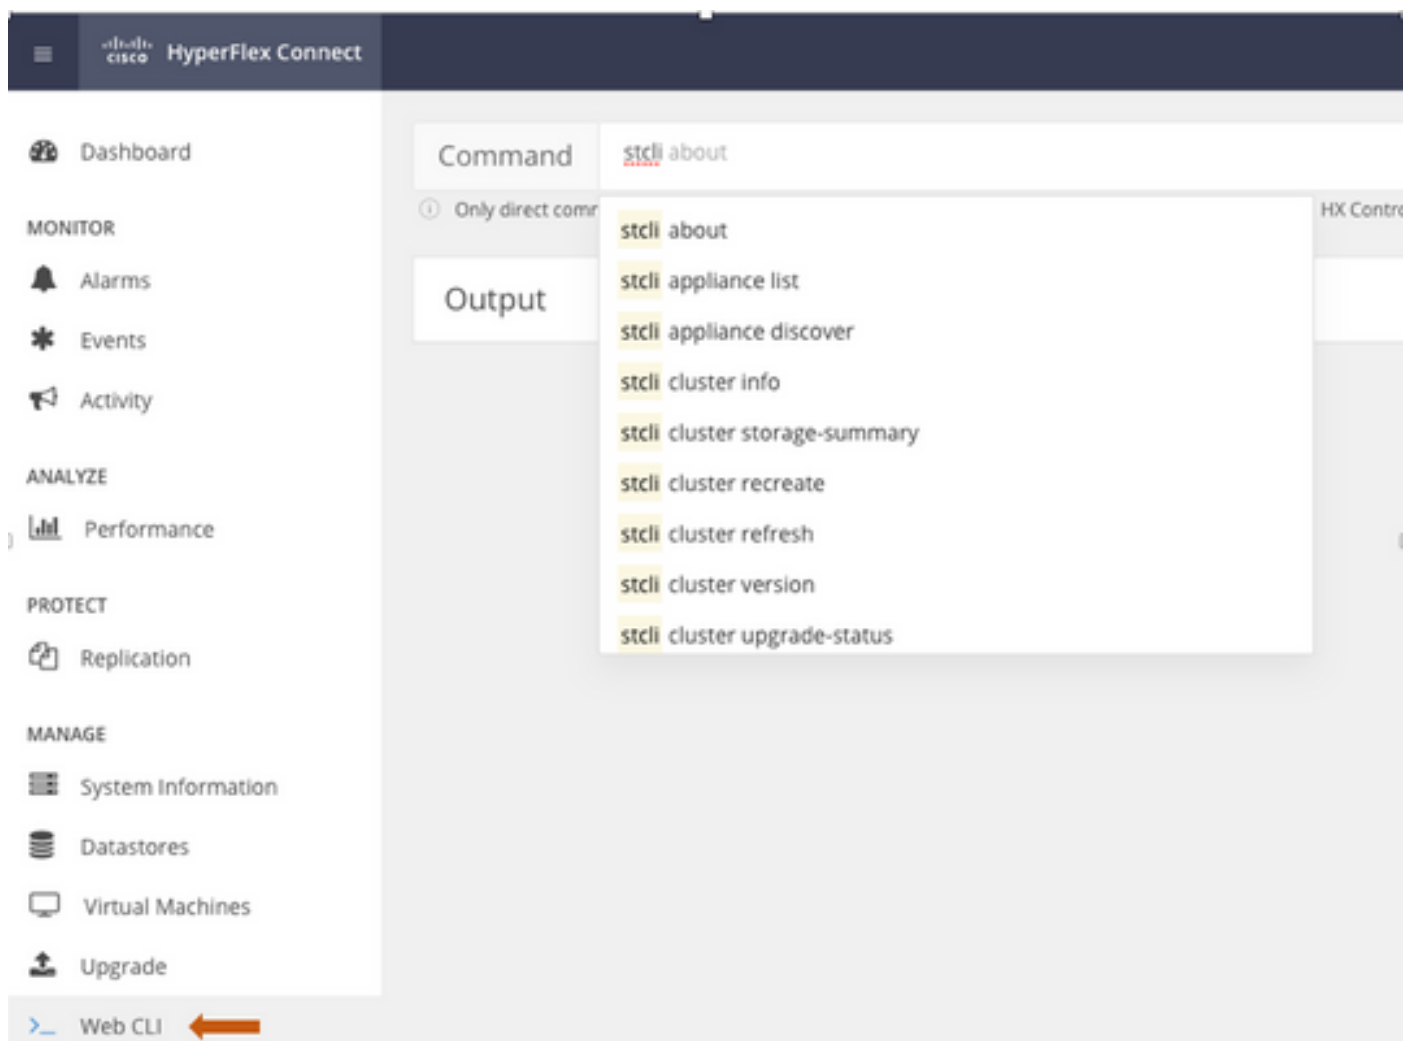 CISCO HyperFlex Connect
Dashboard
MONITOR
Alarms
Events
Activity
ANALYZE
Performance
PROTECT
Replication
MANAGE
System Information
Datastores
Virtual Machines
Upgrade
Web CLI
Command stcli about
Only direct HX
Output
stcli about
stcli appliance list
stcli appliance discover
stcli cluster info
stcli cluster storage-summary
stcli cluster recreate
stcli cluster refresh
stcli cluster version
stcli cluster upgrade-status